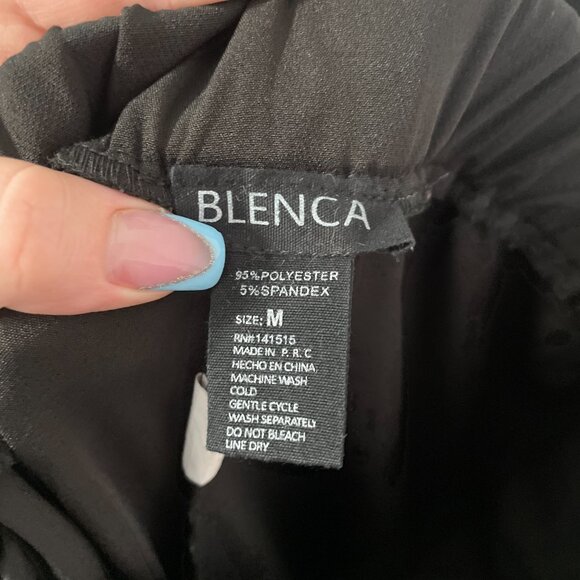 BLENCA
95%POLYESTER
5%SPANDEX
SIZE: M
RN#141515
MADE IN P. R. C
HECHO EN CHINA
MACHINE WASH
COLD
GENTLE CYCLE
WASH SEPARATELY
DO NOT BLEACH
LINE DRY